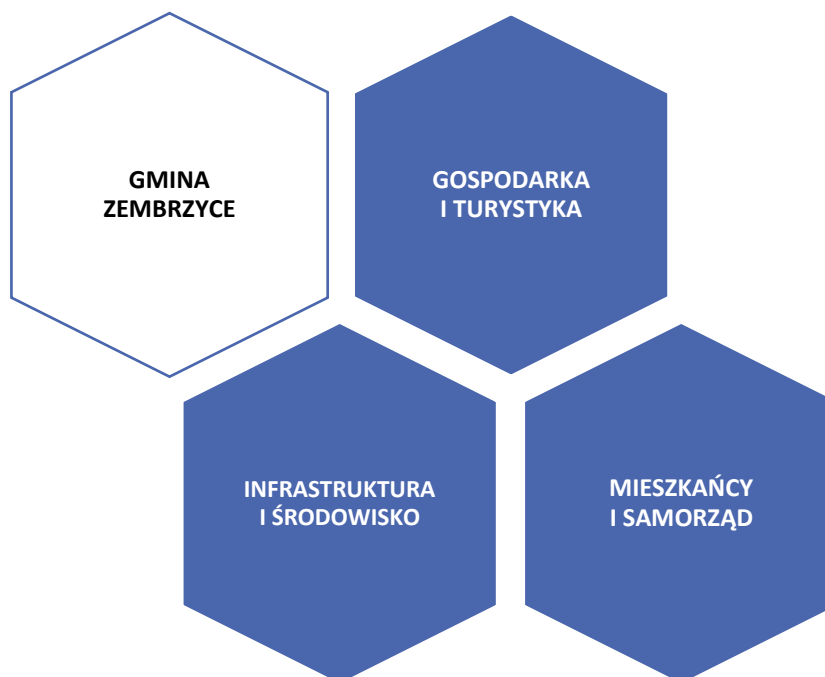 GMINA
ZEMBRZYCE
GOSPODARKA
I TURYSTYKA
INFRASTRUKTURA
I ŚRODOWISKO
MIESZKAŃCY
I SAMORZĄD